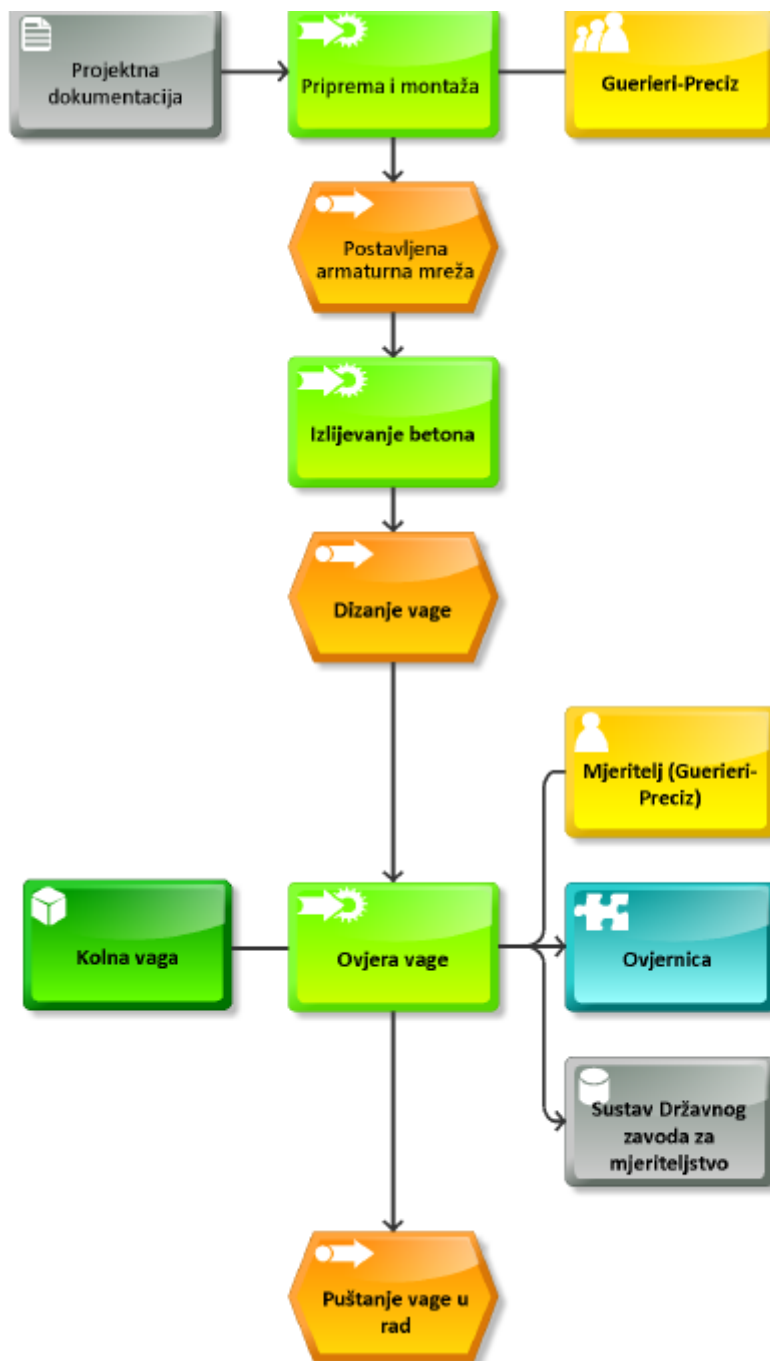 Projektna
dokumentacija
Priprema i montaža
Guerieri-Preciz
Postavljena
armaturna mreža
Izlijevanje betona
Dizanje vage
Mjeritelj (Guerieri-
Preciz)
Kolna vaga
Ovjera vage
Ovjernica
Sustav Državnog
zavoda za
mjeriteljstvo
Puštanje vage u
rad